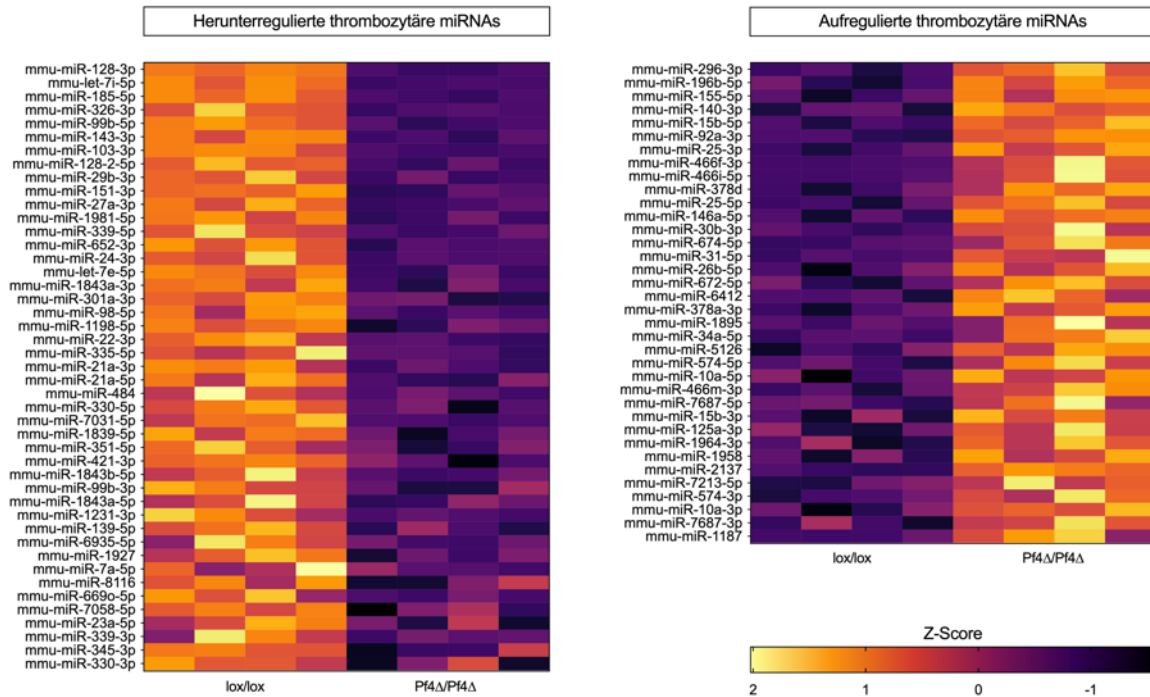 Herunterregulierte thrombozytäre miRNAs
mmu-miR-128-3p
mmu-let-7i-5p
mmu-miR-185-5p
mmu-miR-326-3p
mmu-miR-99b-5p
mmu-miR-143-3p
mmu-miR-103-3p
mmu-miR-128-2-5p
mmu-miR-29b-3p
mmu-miR-151-3p
mmu-miR-27a-3p
mmu-miR-1981-5p
mmu-miR-339-5p
mmu-miR-652-3p
mmu-miR-24-3p
mmu-let-7e-5p
mmu-miR-1843a-3p
mmu-miR-301a-3p
mmu-miR-98-5p
mmu-miR-1198-5p
mmu-miR-22-3p
mmu-miR-335-5p
mmu-miR-21a-3p
mmu-miR-21a-5p
mmu-miR-484
mmu-miR-330-5p
mmu-miR-7031-5p
mmu-miR-1839-5p
mmu-miR-351-5p
mmu-miR-421-3p
mmu-miR-1843b-5p
mmu-miR-99b-3p
mmu-miR-1843a-5p
mmu-miR-1231-3p
mmu-miR-139-5p
mmu-miR-6935-5p
mmu-miR-1927
mmu-miR-7a-5p
mmu-miR-8116
mmu-miR-669o-5p
mmu-miR-7058-5p
mmu-miR-23a-5p
mmu-miR-339-3p
mmu-miR-345-3p
mmu-miR-330-3p
lox/lox Pf4Δ/Pf4Δ
Aufregulierte thrombozytäre miRNAs
mmu-miR-296-3p
mmu-miR-196b-5p
mmu-miR-155-5p
mmu-miR-140-3p
mmu-miR-15b-5p
mmu-miR-92a-3p
mmu-miR-25-3p
mmu-miR-466f-3p
mmu-miR-466i-5p
mmu-miR-378d
mmu-miR-25-5p
mmu-miR-146a-5p
mmu-miR-30b-3p
mmu-miR-674-5p
mmu-miR-31-5p
mmu-miR-26b-5p
mmu-miR-672-5p
mmu-miR-6412
mmu-miR-378a-3p
mmu-miR-1895
mmu-miR-34a-5p
mmu-miR-5126
mmu-miR-574-5p
mmu-miR-10a-5p
mmu-miR-466m-3p
mmu-miR-7687-5p
mmu-miR-15b-3p
mmu-miR-125a-3p
mmu-miR-1964-3p
mmu-miR-1958
mmu-miR-2137
mmu-miR-7213-5p
mmu-miR-574-3p
mmu-miR-10a-3p
mmu-miR-7687-3p
mmu-miR-1187
lox/lox Pf4Δ/Pf4Δ
Z-Score
2 1 0 -1